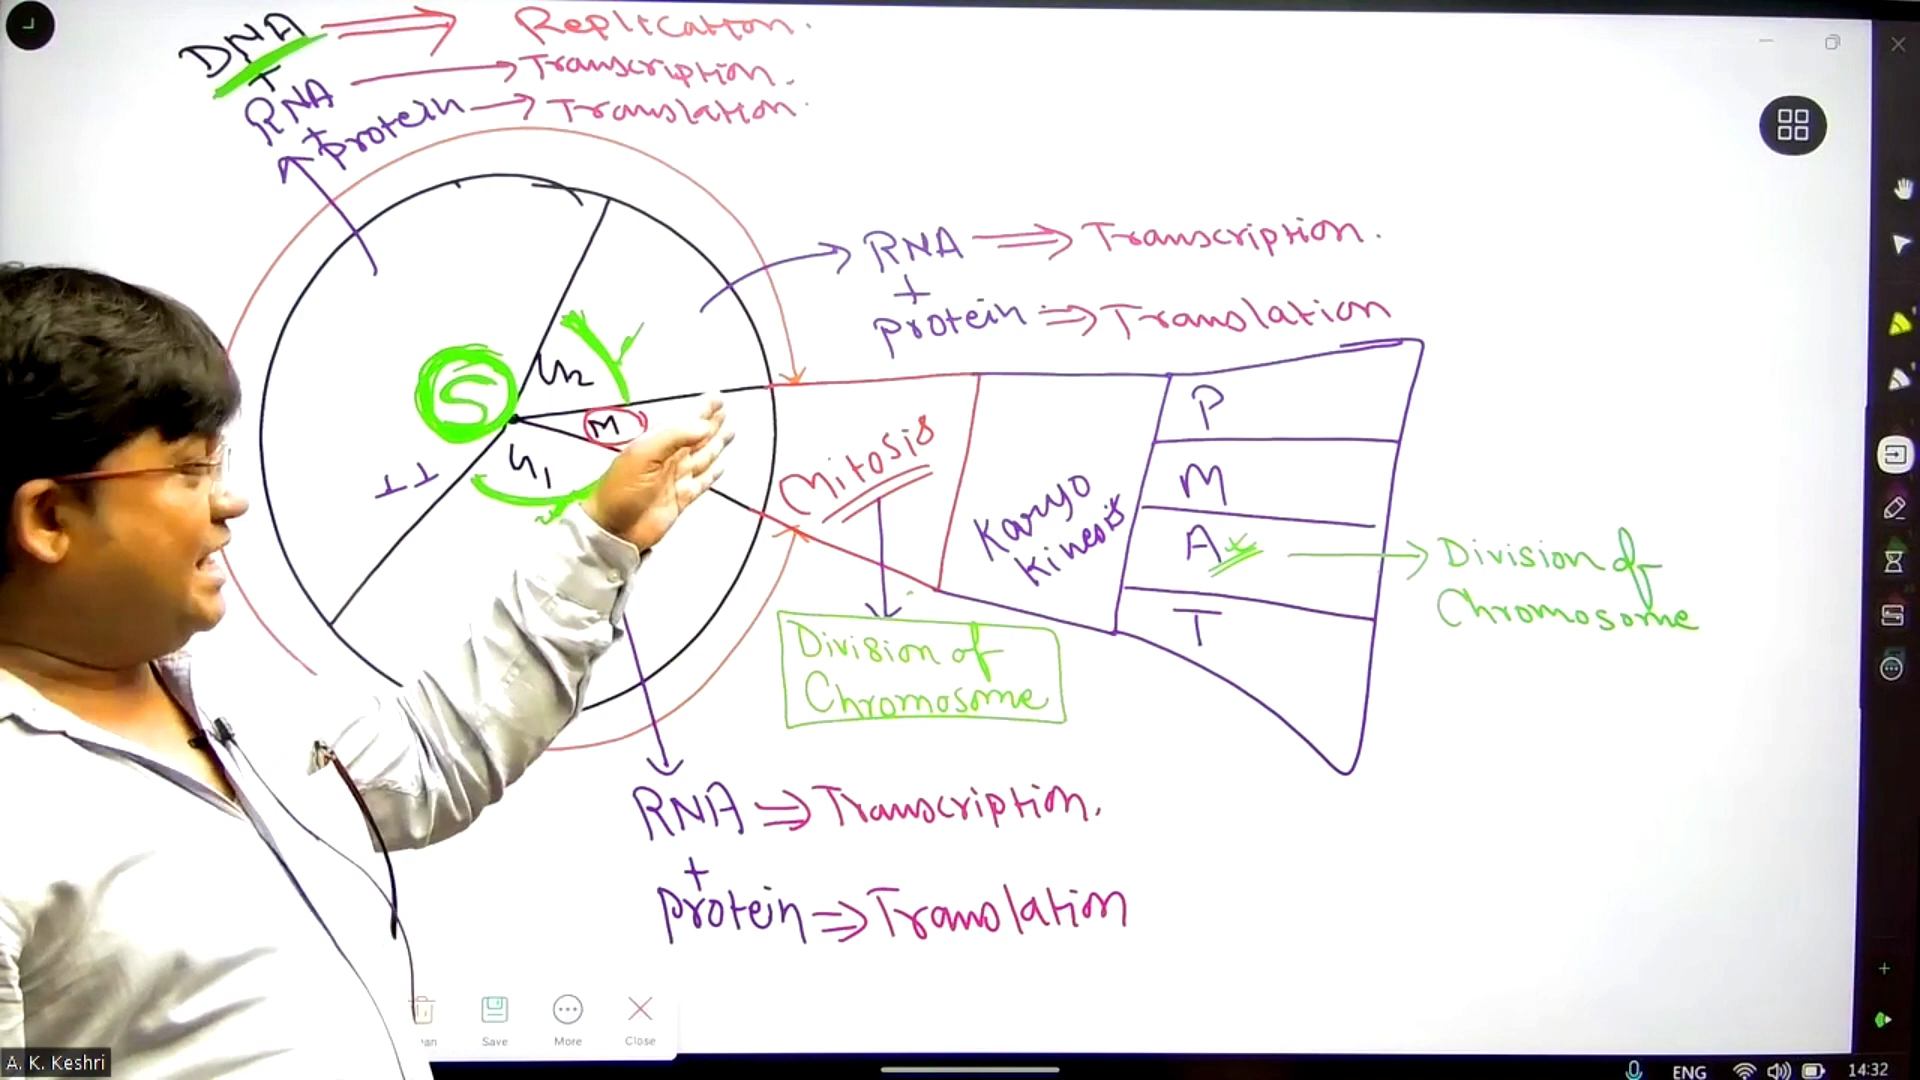 DNA ⇒ Replication.
+
RNA → Transcription.
+
Protein → Translation.
RNA ⇒ Transcription.
+
Protein ⇒ Translation
S
G2
M
G1
Mitosis
Karyo
kinesis
P
M
A
T
Division of
Chromosome
Division of
Chromosome
RNA ⇒ Transcription.
+
Protein ⇒ Translation
Save
More
Close
A. K. Keshri
ENG
14:32